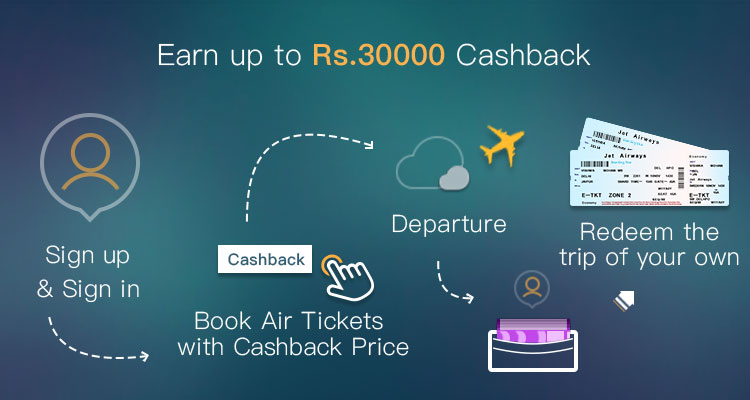 Earn up to Rs.30000 Cashback
Sign up
& Sign in
Cashback
Book Air Tickets
with Cashback Price
Departure
Jet Airways
Jet Airways
Economy
E-TKT ZONE 2
E-TKT
Redeem the
trip of your own